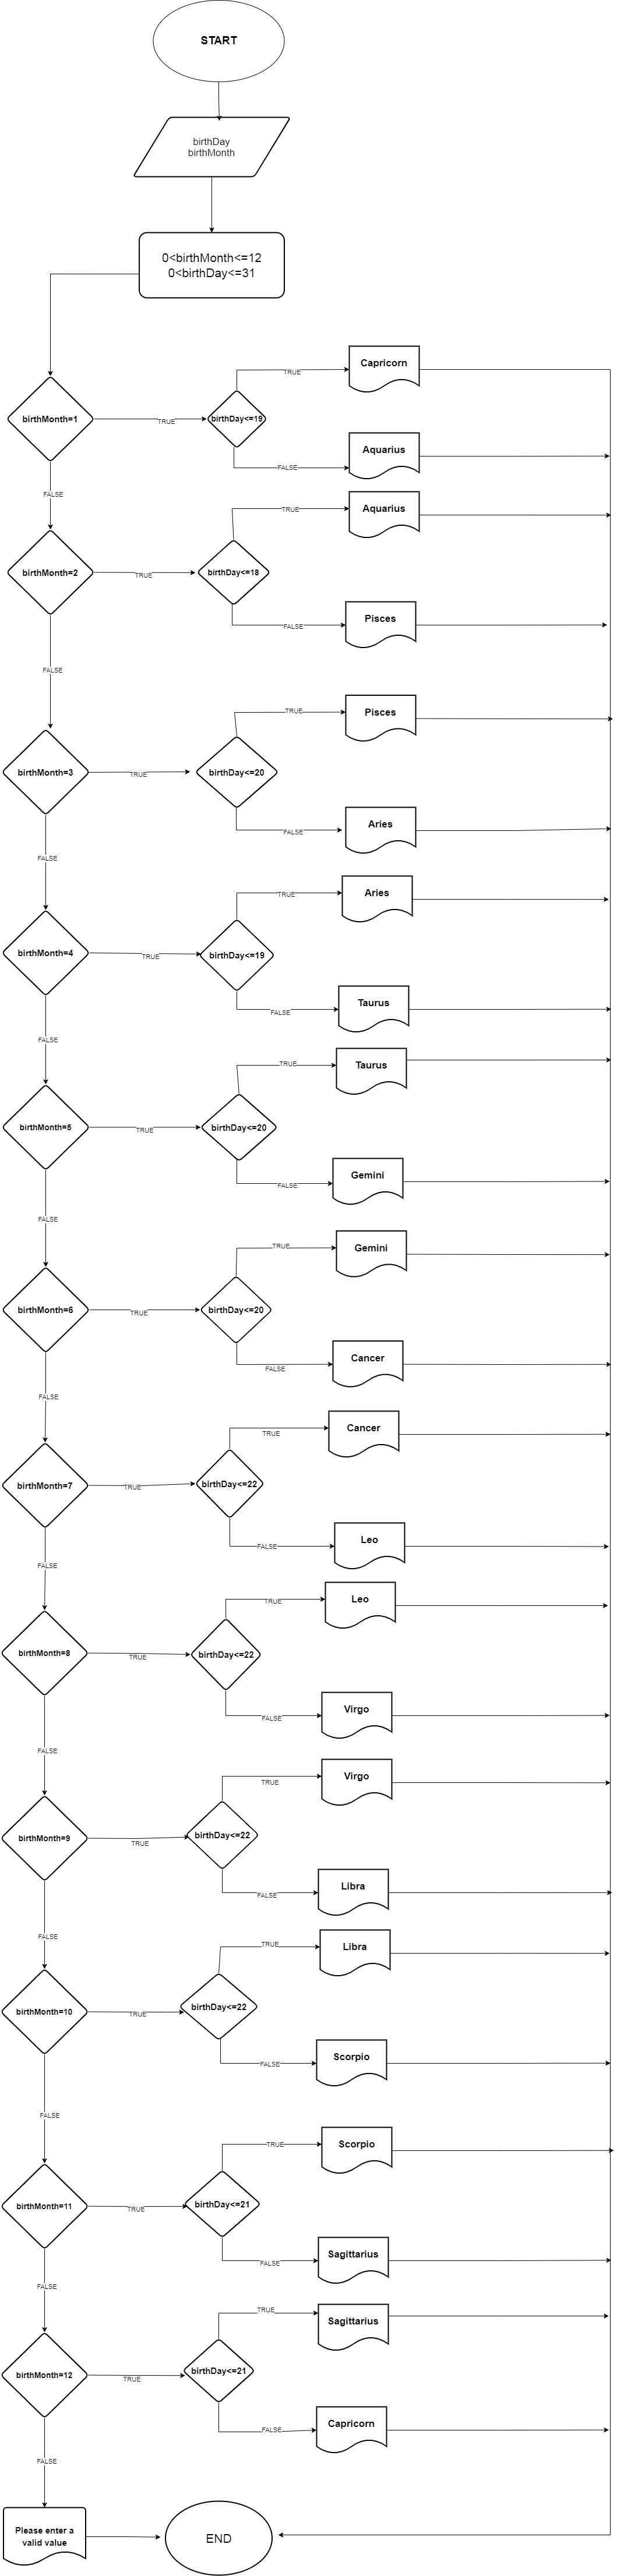 START
birthDay
birthMonth
0<birthMonth<=12
0<birthDay<=31
Capricorn
TRUE
birthMonth=1
TRUE
birthDay<=19
Aquarius
FALSE
FALSE
Aquarius
TRUE
birthMonth=2
TRUE
birthDay<=18
Pisces
FALSE
FALSE
Pisces
TRUE
birthMonth=3
TRUE
birthDay<=20
Aries
FALSE
FALSE
Aries
TRUE
birthMonth=4
TRUE
birthDay<=19
Taurus
FALSE
FALSE
Taurus
TRUE
birthMonth=5
TRUE
birthDay<=20
Gemini
FALSE
FALSE
Gemini
TRUE
birthMonth=6
TRUE
birthDay<=20
Cancer
FALSE
FALSE
Cancer
TRUE
birthMonth=7
TRUE
birthDay<=22
Leo
FALSE
FALSE
Leo
TRUE
birthMonth=8
TRUE
birthDay<=22
Virgo
FALSE
FALSE
Virgo
TRUE
birthMonth=9
TRUE
birthDay<=22
Libra
FALSE
FALSE
Libra
TRUE
birthMonth=10
TRUE
birthDay<=22
Scorpio
FALSE
FALSE
Scorpio
TRUE
birthMonth=11
TRUE
birthDay<=21
Sagittarius
FALSE
FALSE
Sagittarius
TRUE
birthMonth=12
TRUE
birthDay<=21
Capricorn
FALSE
FALSE
Please enter a
valid value
END